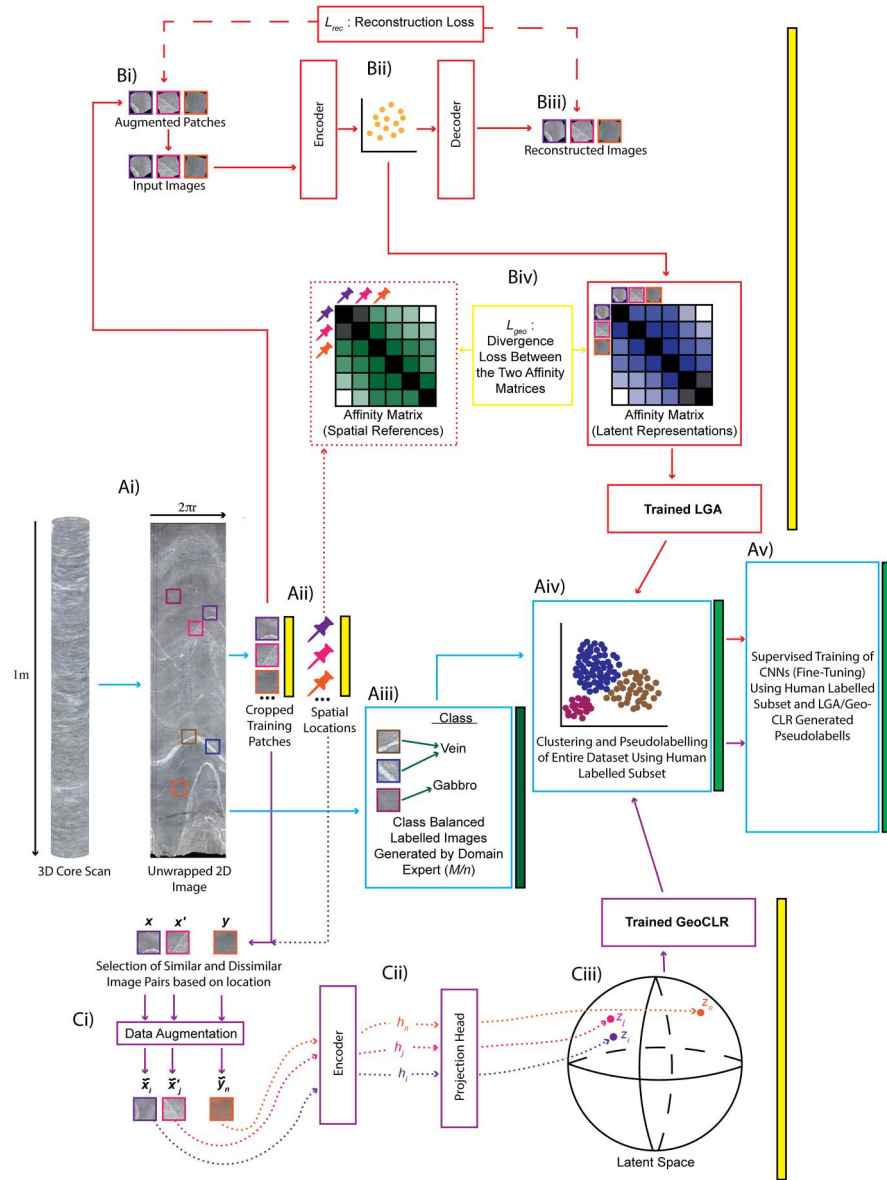 L_rec : Reconstruction Loss
Bi)
Bii)
Biii)
Augmented Patches
Input Images
Encoder
Decoder
Reconstructed Images
Biv)
L_geo :
Divergence
Loss Between
the Two Affinity
Matrices
Affinity Matrix
(Spatial References)
Affinity Matrix
(Latent Representations)
Trained LGA
Ai)
2πr
1m
3D Core Scan
Unwrapped 2D
Image
Aii)
Cropped
Training
Patches
Spatial
Locations
Aiii)
Class
Vein
Gabbro
Class Balanced
Labelled Images
Generated by Domain
Expert (M/n)
Aiv)
Clustering and Pseudolabelling
of Entire Dataset Using Human
Labelled Subset
Av)
Supervised Training of
CNNs (Fine-Tuning)
Using Human Labelled
Subset and LGA/Geo-
CLR Generated
Pseudolabells
Trained GeoCLR
x x' y
Selection of Similar and Dissimilar
Image Pairs based on location
Ci)
Data Augmentation
x̆_i x̆'_j y̆_n
Encoder
Cii)
h_n
h_j
h_i
Projection Head
Ciii)
z_n
z_j
z_i
Latent Space